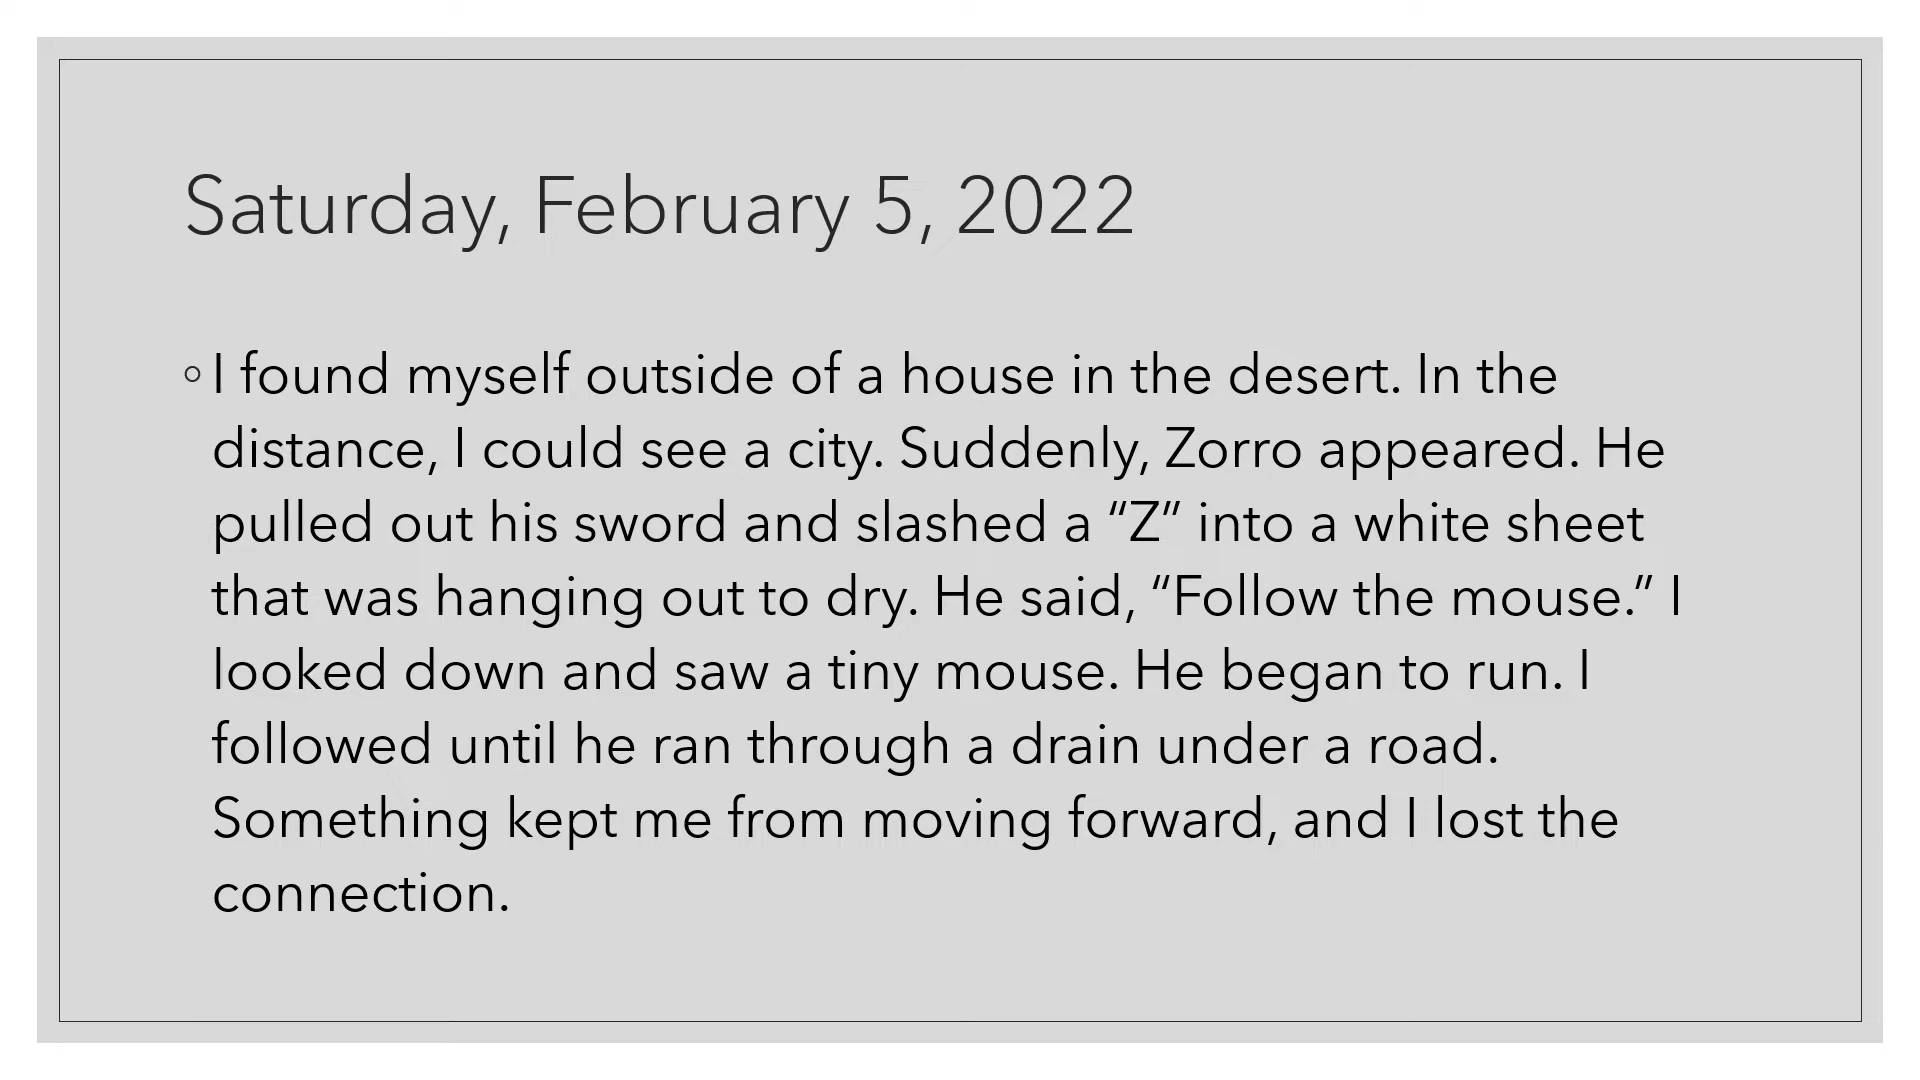 Saturday, February 5, 2022
◦I found myself outside of a house in the desert. In the
distance, I could see a city. Suddenly, Zorro appeared. He
pulled out his sword and slashed a “Z” into a white sheet
that was hanging out to dry. He said, “Follow the mouse.” I
looked down and saw a tiny mouse. He began to run. I
followed until he ran through a drain under a road.
Something kept me from moving forward, and I lost the
connection.